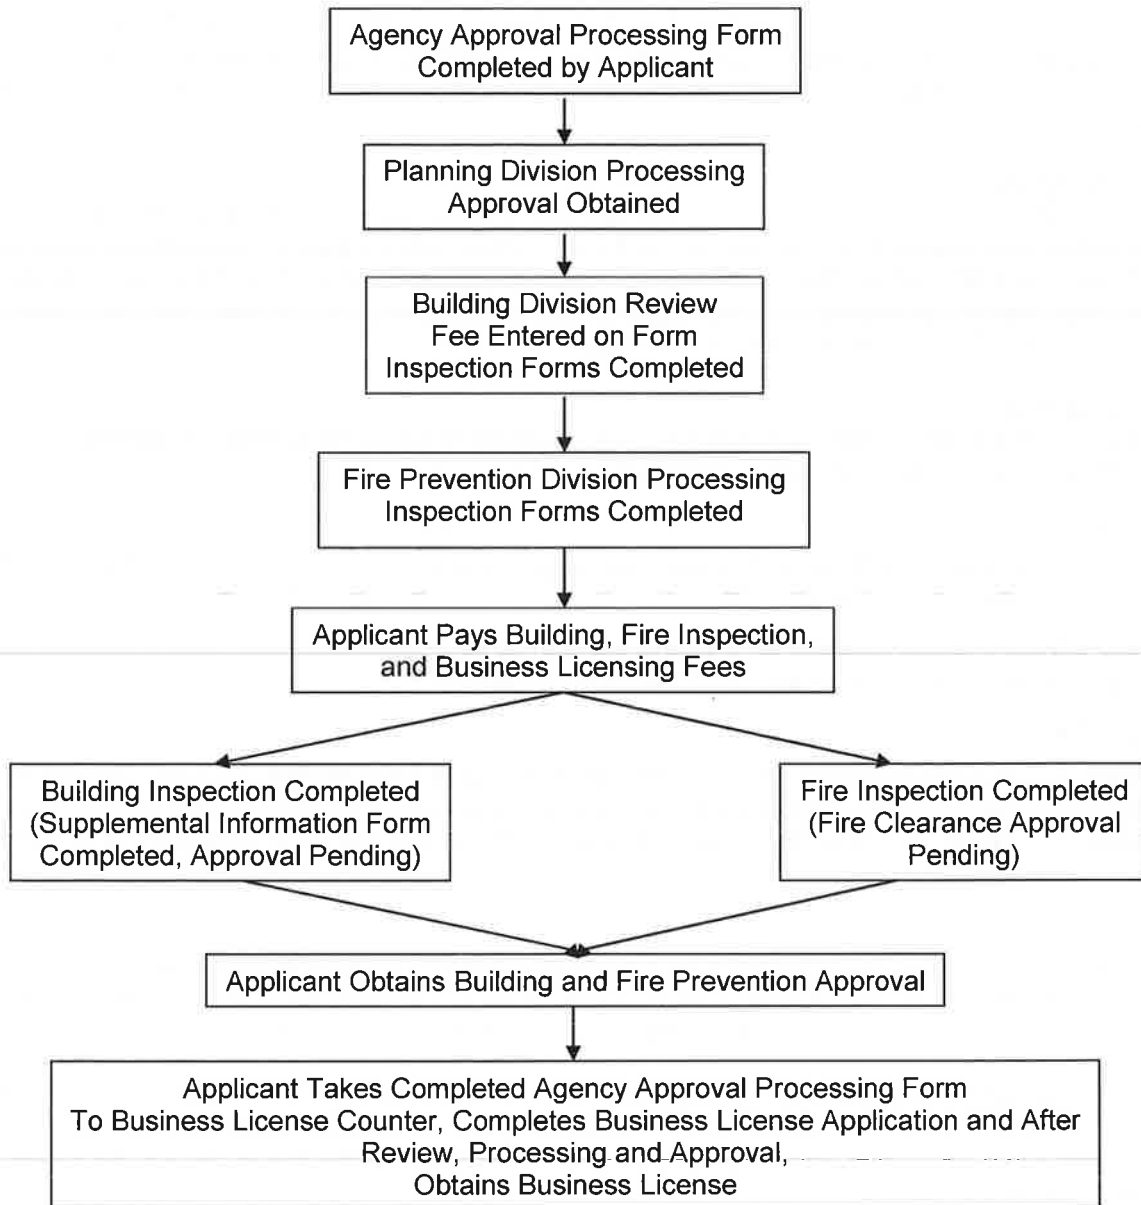 Agency Approval Processing Form
Completed by Applicant
Planning Division Processing
Approval Obtained
Building Division Review
Fee Entered on Form
Inspection Forms Completed
Fire Prevention Division Processing
Inspection Forms Completed
Applicant Pays Building, Fire Inspection,
and Business Licensing Fees
Building Inspection Completed
(Supplemental Information Form
Completed, Approval Pending)
Fire Inspection Completed
(Fire Clearance Approval
Pending)
Applicant Obtains Building and Fire Prevention Approval
Applicant Takes Completed Agency Approval Processing Form
To Business License Counter, Completes Business License Application and After
Review, Processing and Approval,
Obtains Business License